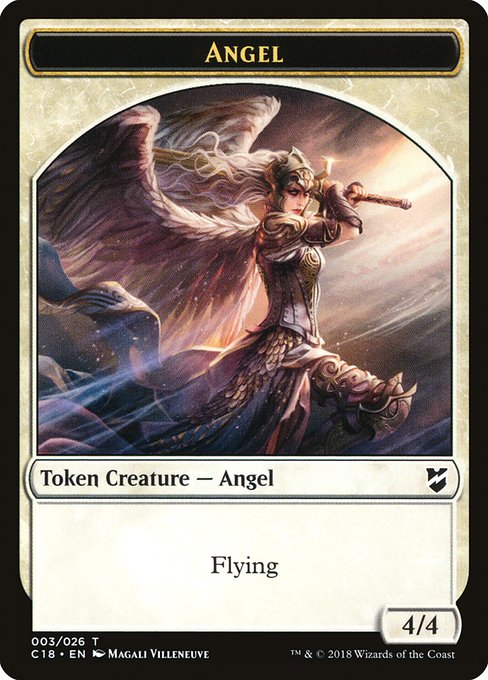 ANGEL
Token Creature — Angel
Flying
4/4
003/026 T
C18 • EN MAGALI VILLENEUVE
™ & © 2018 Wizards of the Coast